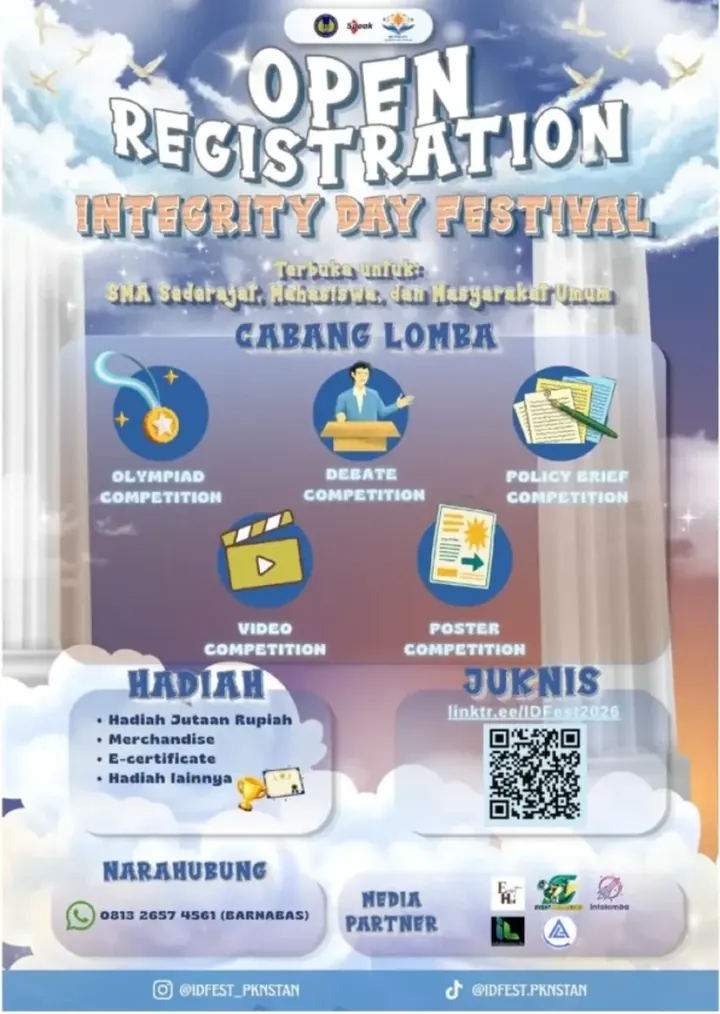 Speak
OPEN
REGISTRATION
INTEGRITY DAY FESTIVAL
Terbuka untuk:
SMA Sederajat, Mahasiswa, dan Masyarakat Umum
CABANG LOMBA
OLYMPIAD
COMPETITION
DEBATE
COMPETITION
POLICY BRIEF
COMPETITION
VIDEO
COMPETITION
POSTER
COMPETITION
HADIAH
• Hadiah Jutaan Rupiah
• Merchandise
• E-certificate
• Hadiah lainnya
JUKNIS
linktr.ee/IDFest2026
NARAHUBUNG
0813 2657 4561 (BARNABAS)
MEDIA
PARTNER
infolomba
@IDFEST_PKNSTAN
@IDFEST.PKNSTAN